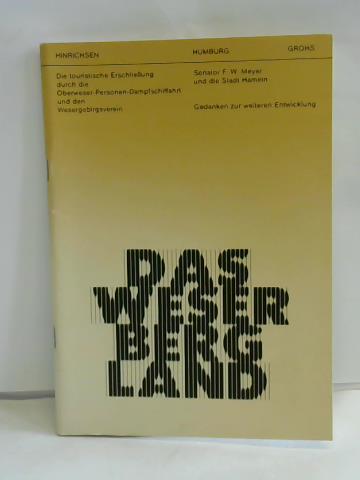 HINRICHSEN HUMBURG GROHS
Die touristische Erschließung
durch die
Oberweser-Personen-Dampfschiffahrt
und den
Wesergebirgsverein
Senator F. W. Meyer
und die Stadt Hameln
Gedanken zur weiteren Entwicklung
DAS
WESER
BERG
LAND